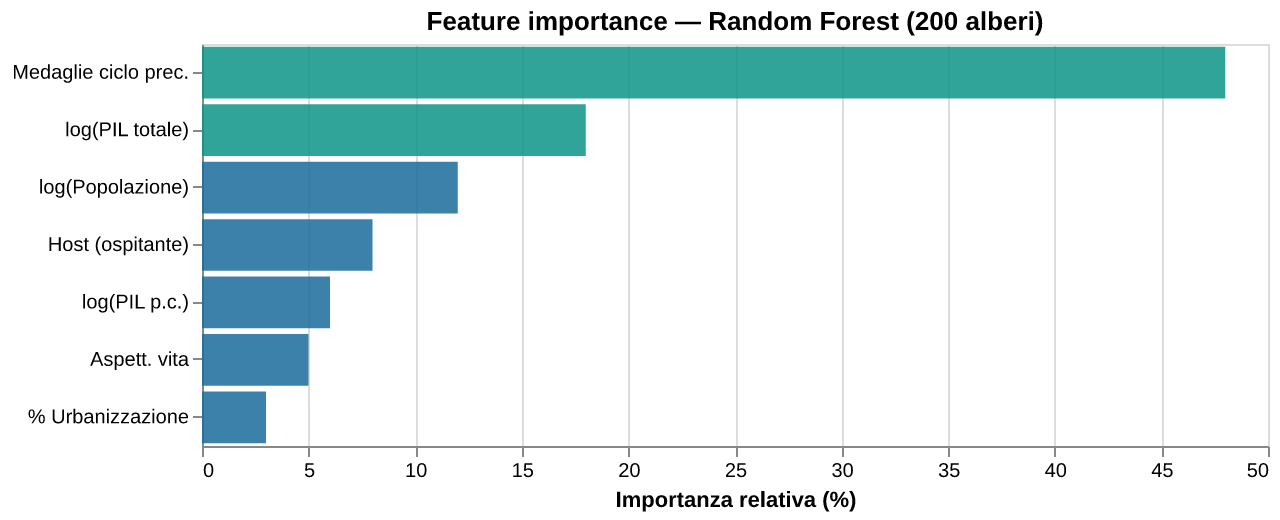 Feature importance — Random Forest (200 alberi)
Medaglie ciclo prec.
log(PIL totale)
log(Popolazione)
Host (ospitante)
log(PIL p.c.)
Aspett. vita
% Urbanizzazione
0 5 10 15 20 25 30 35 40 45 50
Importanza relativa (%)